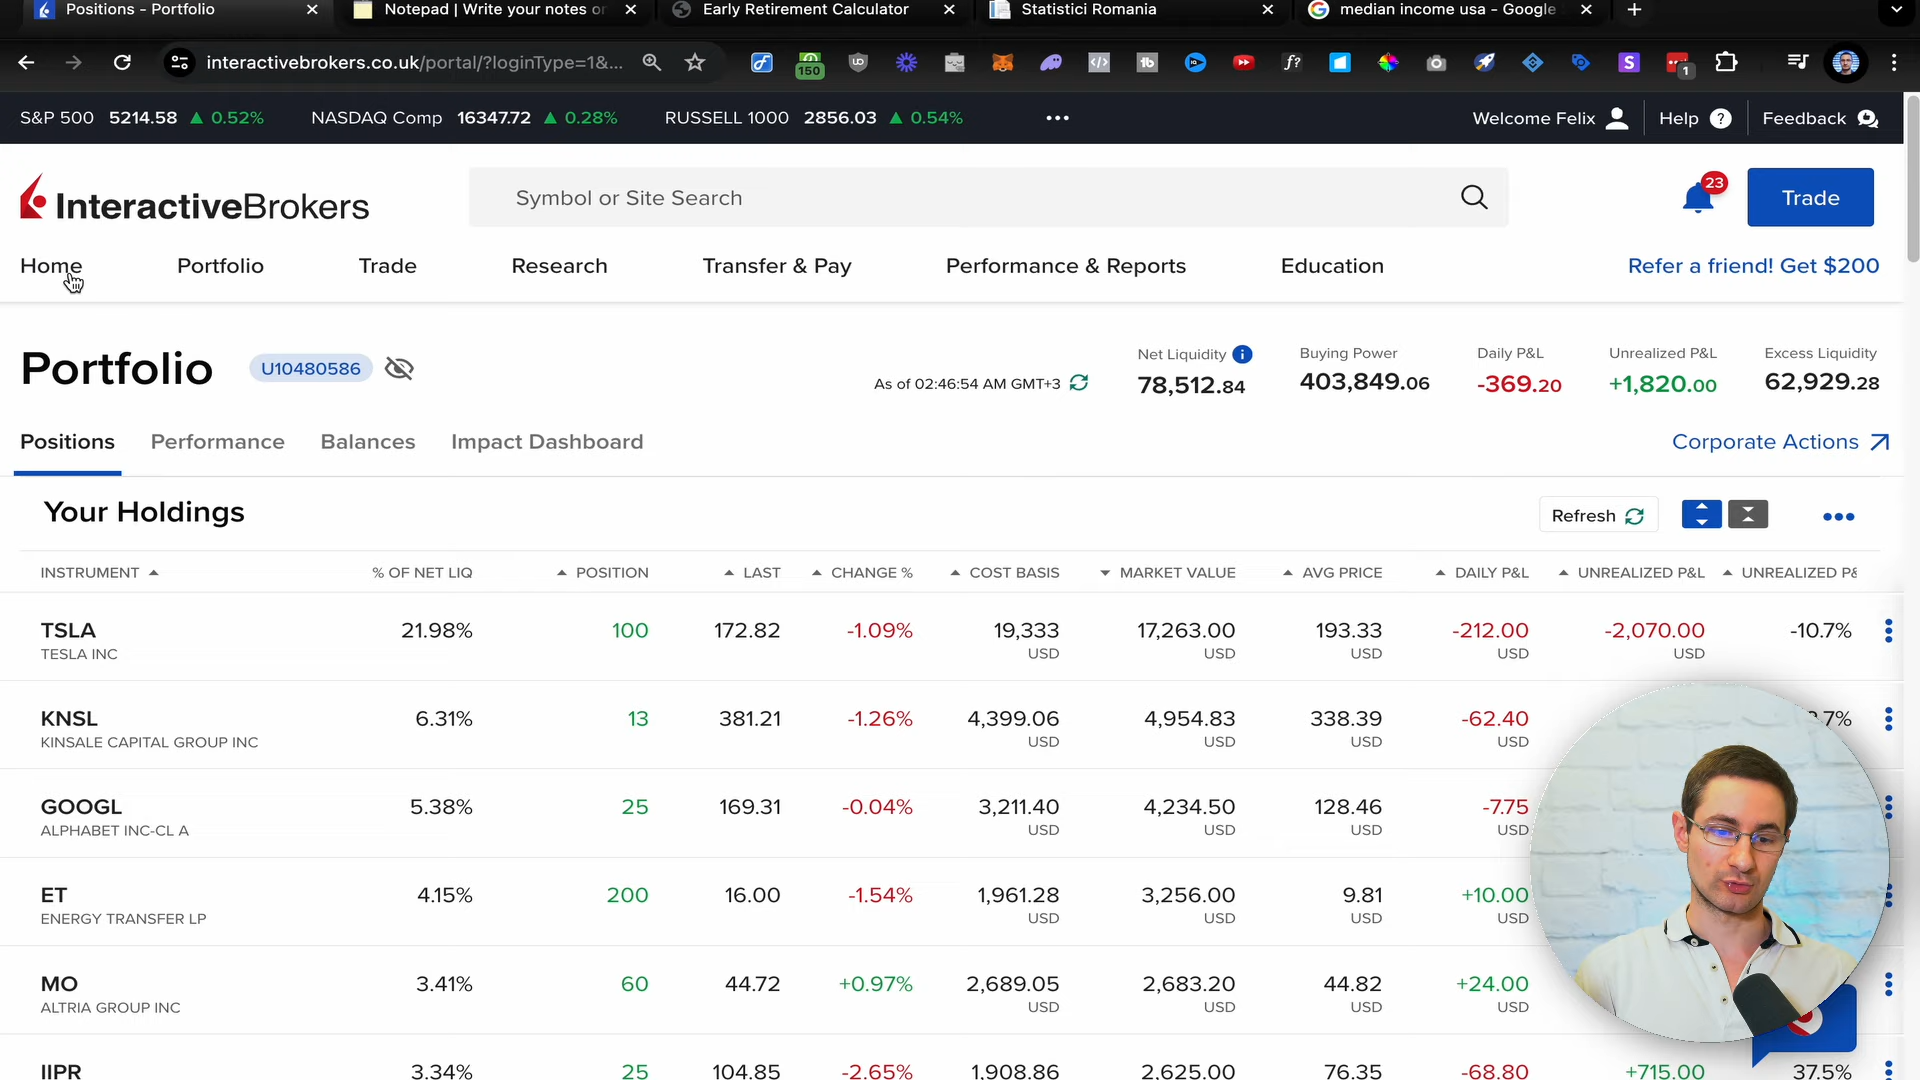 Positions - Portfolio
Notepad | Write your notes or
Early Retirement Calculator
Statistici Romania
median income usa - Google
interactivebrokers.co.uk/portal/?loginType=1&...
150
1
S&P 500 5214.58 ▲ 0.52% NASDAQ Comp 16347.72 ▲ 0.28% RUSSELL 1000 2856.03 ▲ 0.54% •••
Welcome Felix Help ? Feedback
InteractiveBrokers
Symbol or Site Search
23
Trade
Home Portfolio Trade Research Transfer & Pay Performance & Reports Education Refer a friend! Get $200
Portfolio U10480586
As of 02:46:54 AM GMT+3
Net Liquidity Buying Power Daily P&L Unrealized P&L Excess Liquidity
78,512.84 403,849.06 -369.20 +1,820.00 62,929.28
Positions Performance Balances Impact Dashboard Corporate Actions
Your Holdings Refresh
INSTRUMENT % OF NET LIQ POSITION LAST CHANGE % COST BASIS MARKET VALUE AVG PRICE DAILY P&L UNREALIZED P&L UNREALIZED P&
TSLA 21.98% 100 172.82 -1.09% 19,333 17,263.00 193.33 -212.00 -2,070.00 -10.7%
TESLA INC USD USD USD USD USD
KNSL 6.31% 13 381.21 -1.26% 4,399.06 4,954.83 338.39 -62.40 7%
KINSALE CAPITAL GROUP INC USD USD USD USD
GOOGL 5.38% 25 169.31 -0.04% 3,211.40 4,234.50 128.46 -7.75
ALPHABET INC-CL A USD USD USD USD
ET 4.15% 200 16.00 -1.54% 1,961.28 3,256.00 9.81 +10.00
ENERGY TRANSFER LP USD USD USD USD
MO 3.41% 60 44.72 +0.97% 2,689.05 2,683.20 44.82 +24.00
ALTRIA GROUP INC USD USD USD USD
IIPR 3.34% 25 104.85 -2.65% 1,908.86 2,625.00 76.35 -68.80 +715.00 37.5%